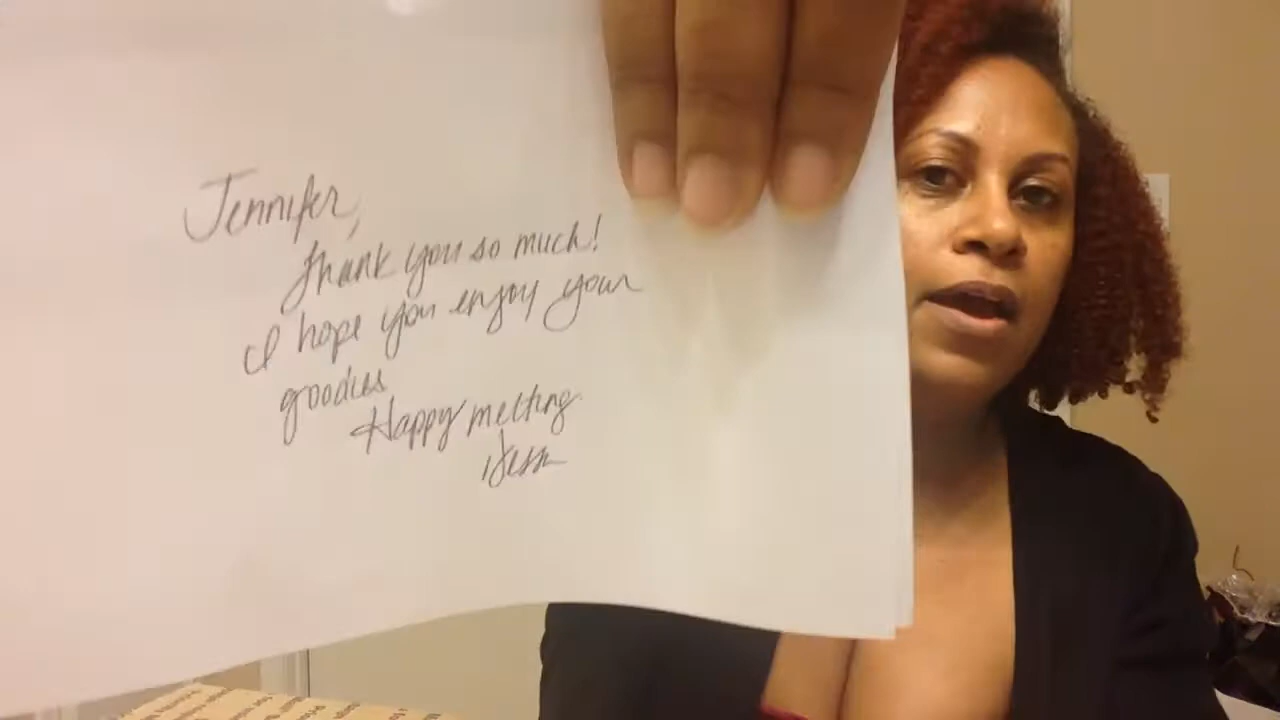 Jennifer,
thank you so much!
I hope you enjoy your
goodies
Happy melting
Jess